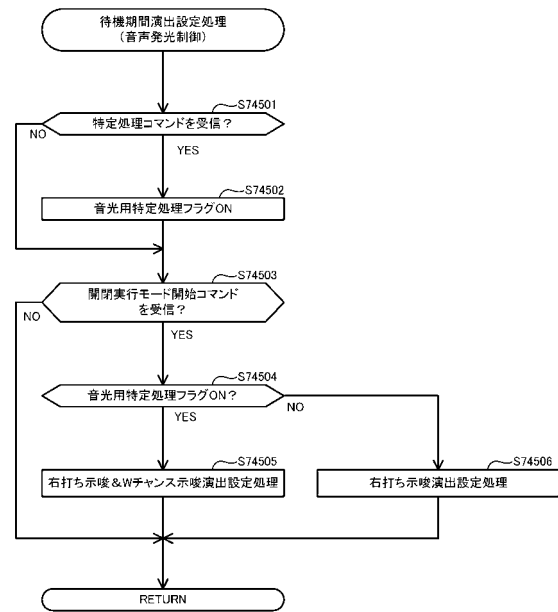 待機期間演出設定処理
(音声発光制御)
S74501
特定処理コマンドを受信？
NO
YES
S74502
音光用特定処理フラグON
S74503
開閉実行モード開始コマンド
を受信？
NO
YES
S74504
音光用特定処理フラグON？
YES
NO
S74505
右打ち示唆＆Wチャンス示唆演出設定処理
S74506
右打ち示唆演出設定処理
RETURN